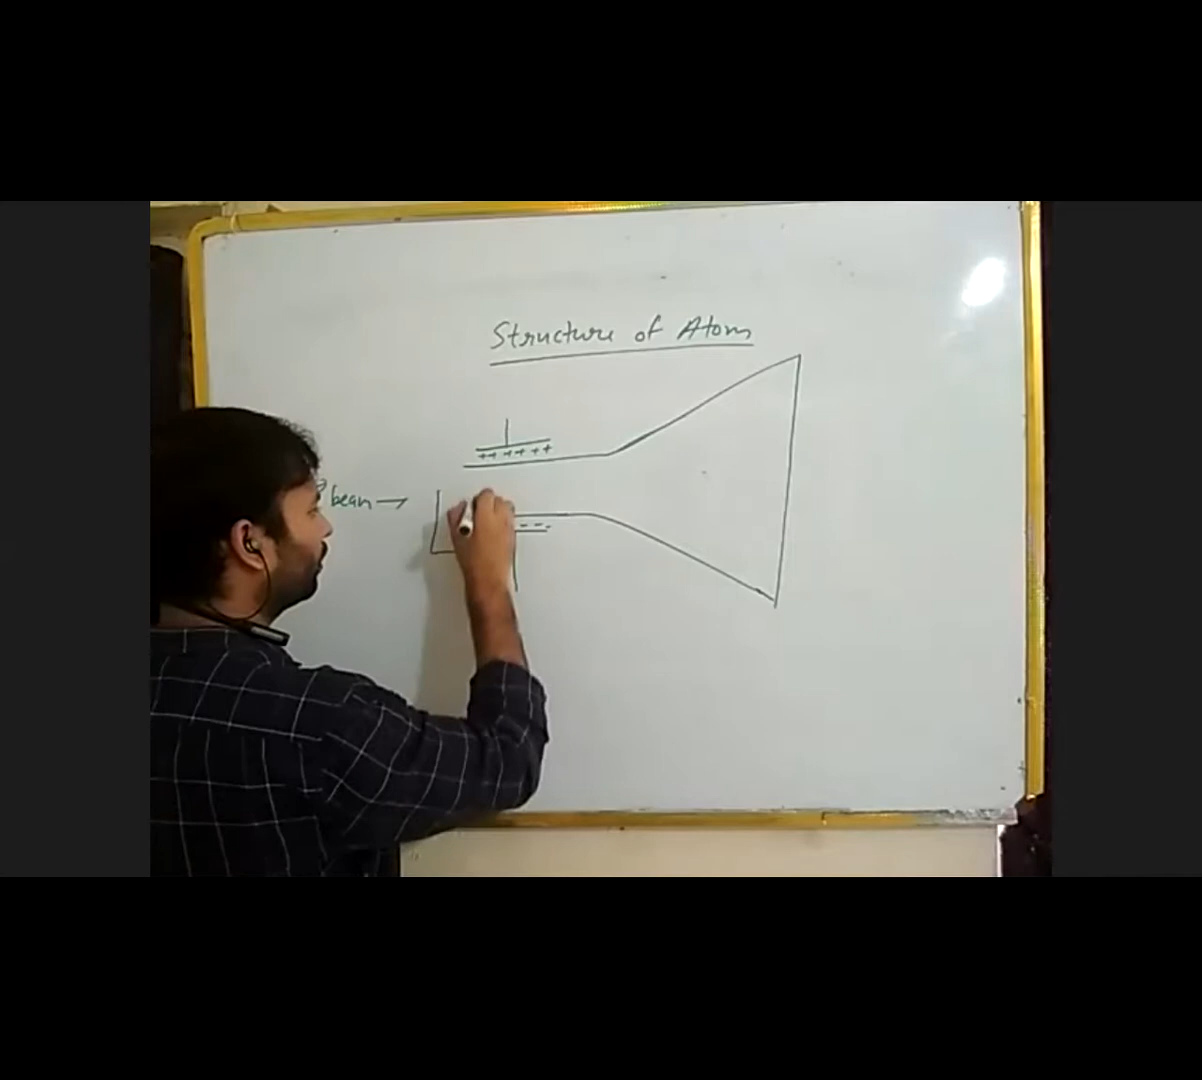 Structure of Atom
+ + + + + +
beam →
- - -